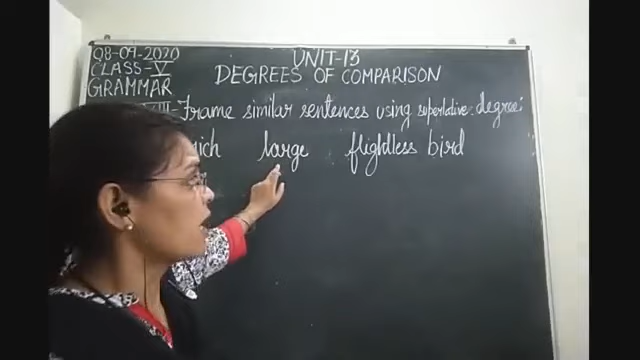 08-09-2020
UNIT-13
CLASS-V
DEGREES OF COMPARISON
GRAMMAR
VIII Frame similar sentences using superlative degree:
large flightless bird